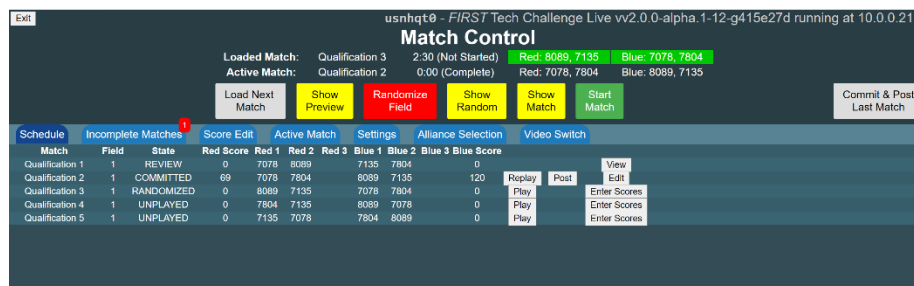 Exit
usnhqt0 - FIRST Tech Challenge Live vv2.0.0-alpha.1-12-g415e27d running at 10.0.0.21
Match Control
Loaded Match: Qualification 3 2:30 (Not Started) Red: 8089, 7135 Blue: 7078, 7804
Active Match: Qualification 2 0:00 (Complete) Red: 7078, 7804 Blue: 8089, 7135
Load Next Match Show Preview Randomize Field Show Random Show Match Start Match Commit & Post Last Match
Schedule Incomplete Matches 1 Score Edit Active Match Settings Alliance Selection Video Switch
Match Field State Red Score Red 1 Red 2 Red 3 Blue 1 Blue 2 Blue 3 Blue Score
Qualification 1 1 REVIEW 0 7078 8089 7135 7804 0 View
Qualification 2 1 COMMITTED 69 7078 7804 8089 7135 120 Replay Post Edit
Qualification 3 1 RANDOMIZED 0 8089 7135 7078 7804 0 Play Enter Scores
Qualification 4 1 UNPLAYED 0 7804 7135 8089 7078 0 Play Enter Scores
Qualification 5 1 UNPLAYED 0 7135 7078 7804 8089 0 Play Enter Scores